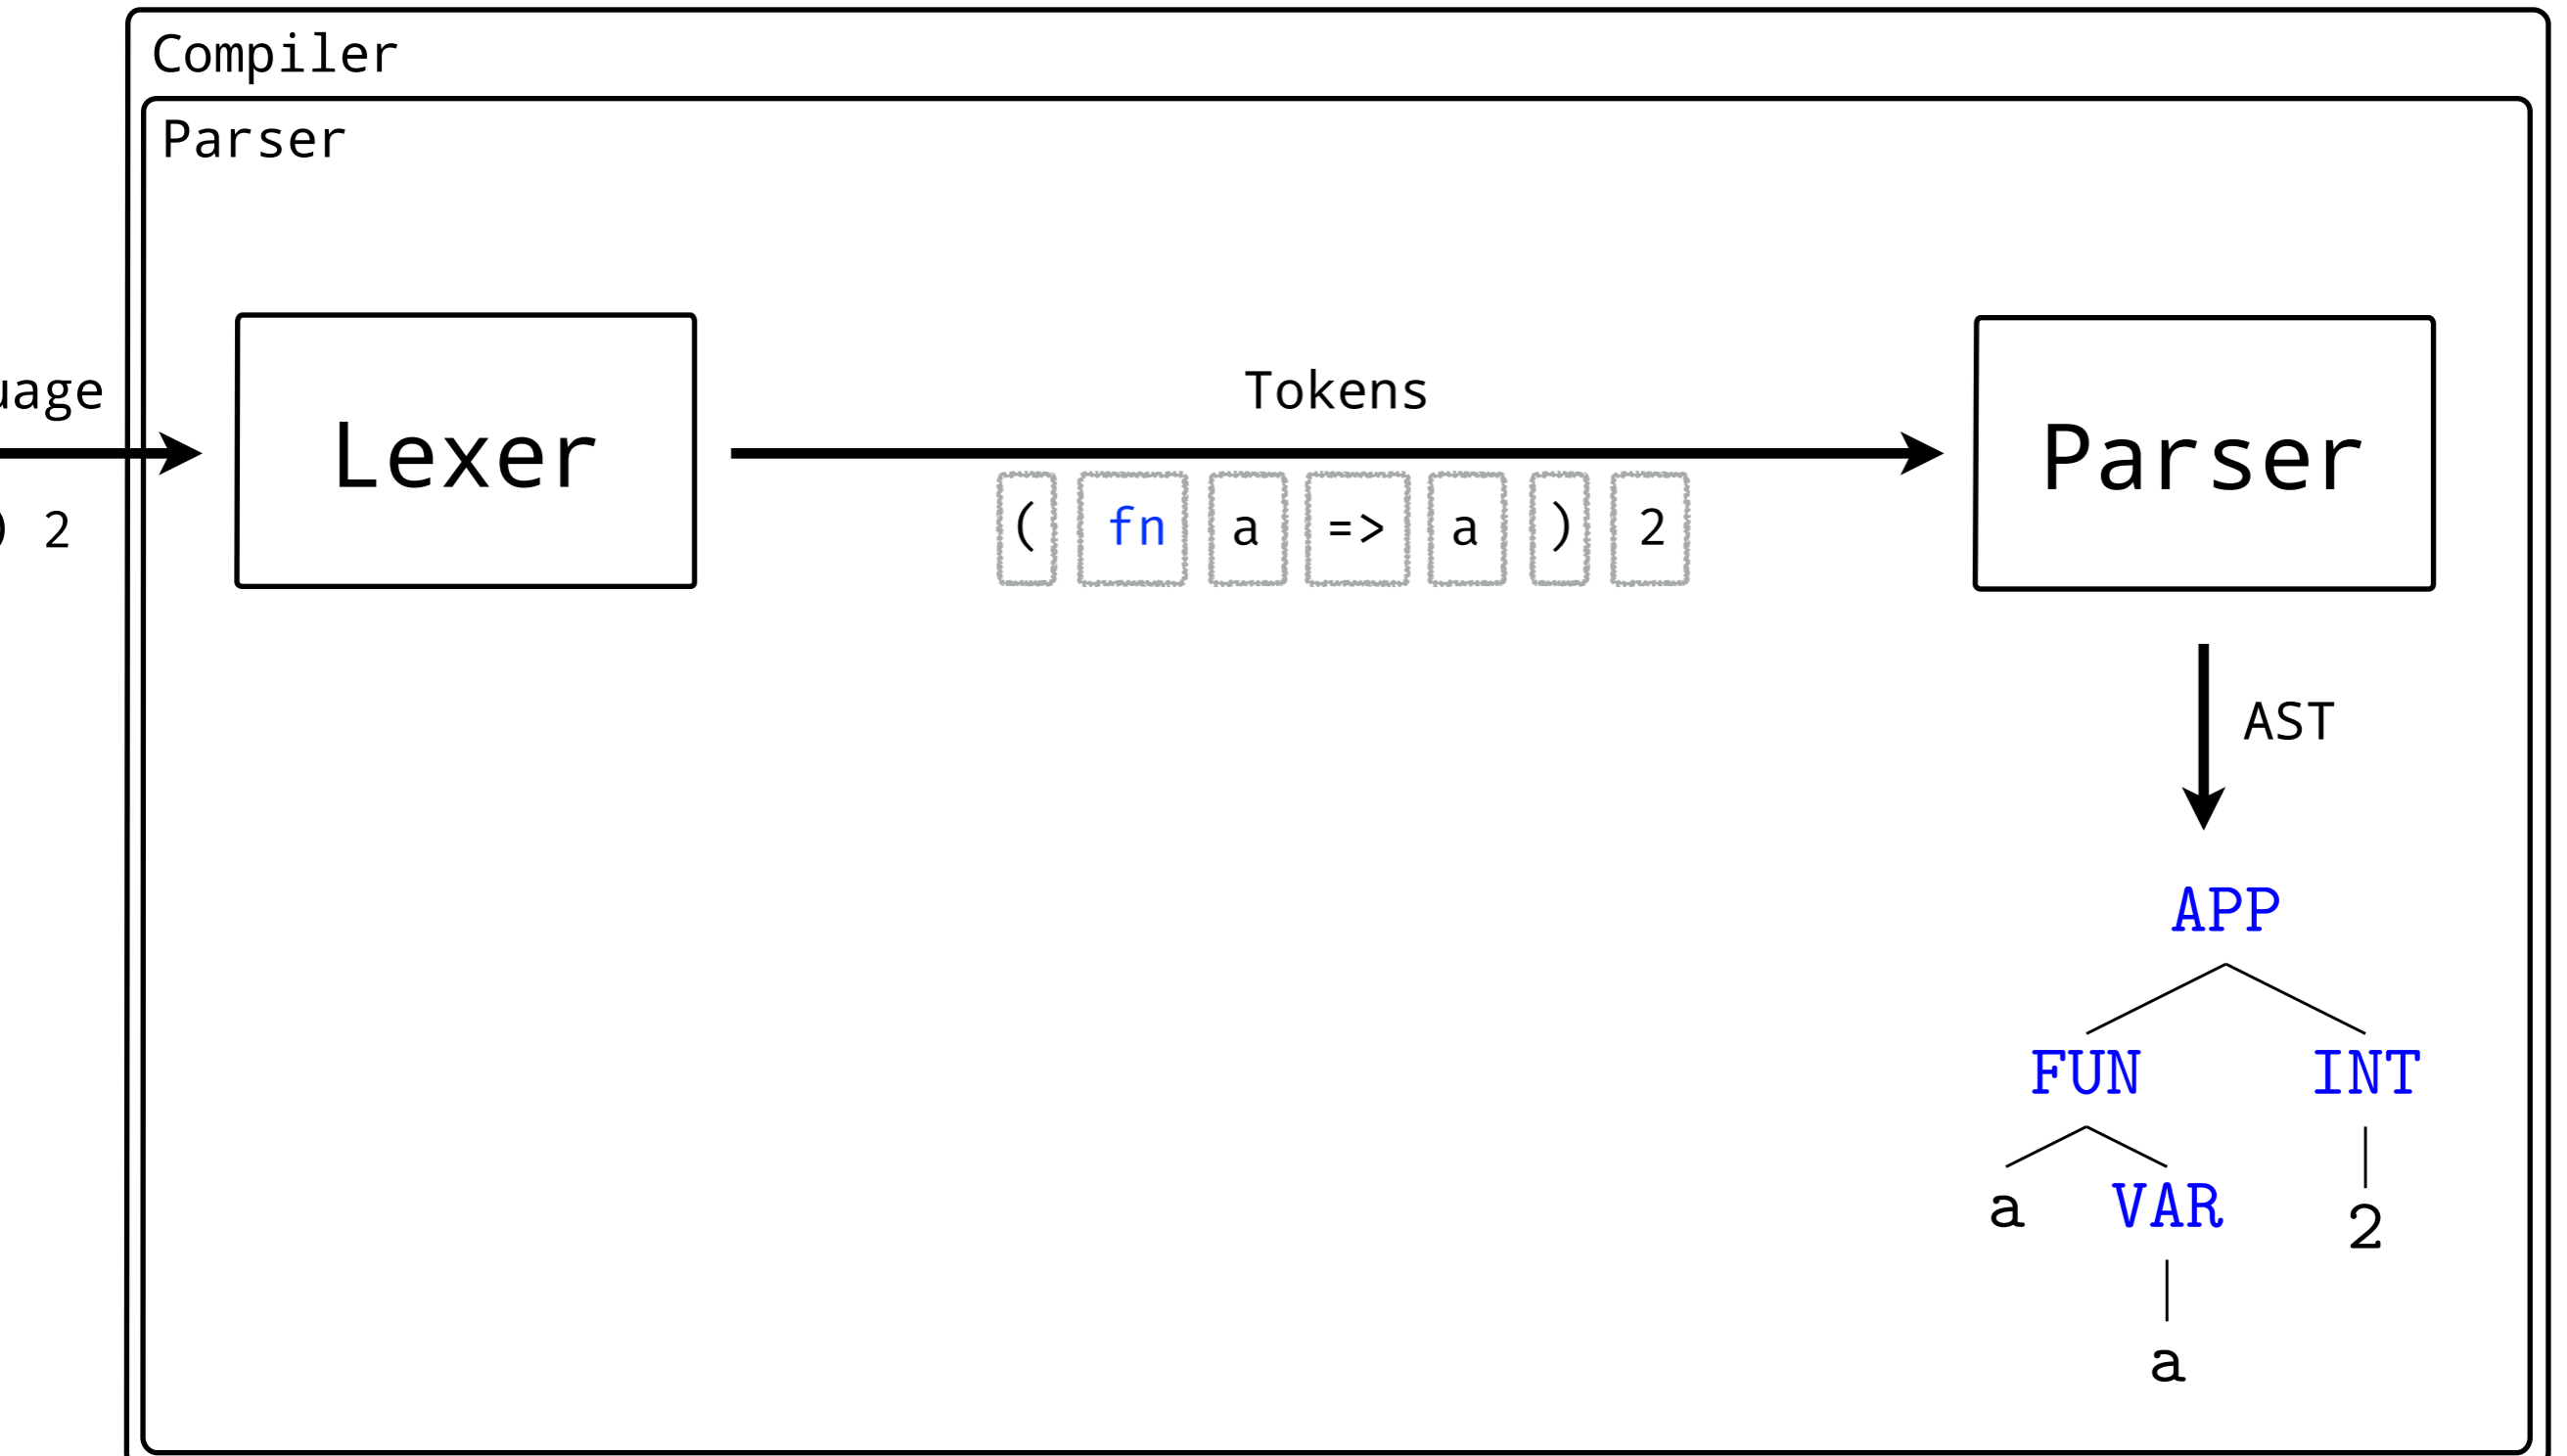 Compiler
Parser
uage
) 2
Lexer
Tokens
( fn a => a ) 2
Parser
AST
APP
FUN INT
a VAR 2
a